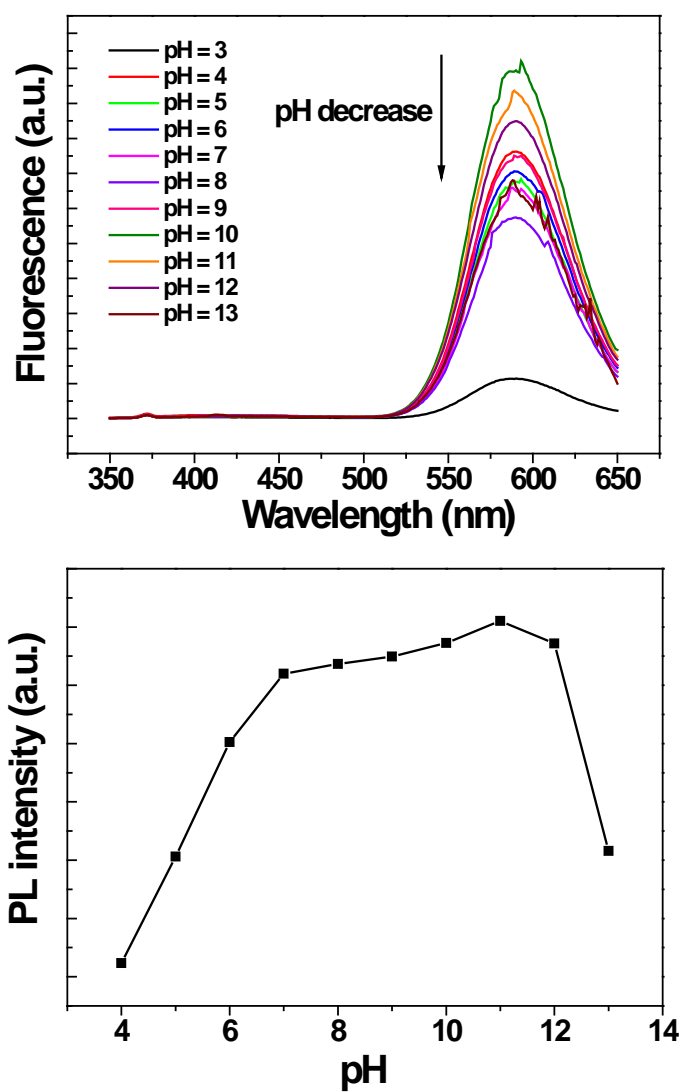 Fluorescence (a.u.)
pH = 3
pH = 4
pH = 5
pH = 6
pH = 7
pH = 8
pH = 9
pH = 10
pH = 11
pH = 12
pH = 13
pH decrease
350 400 450 500 550 600 650
Wavelength (nm)
PL intensity (a.u.)
4 6 8 10 12 14
pH